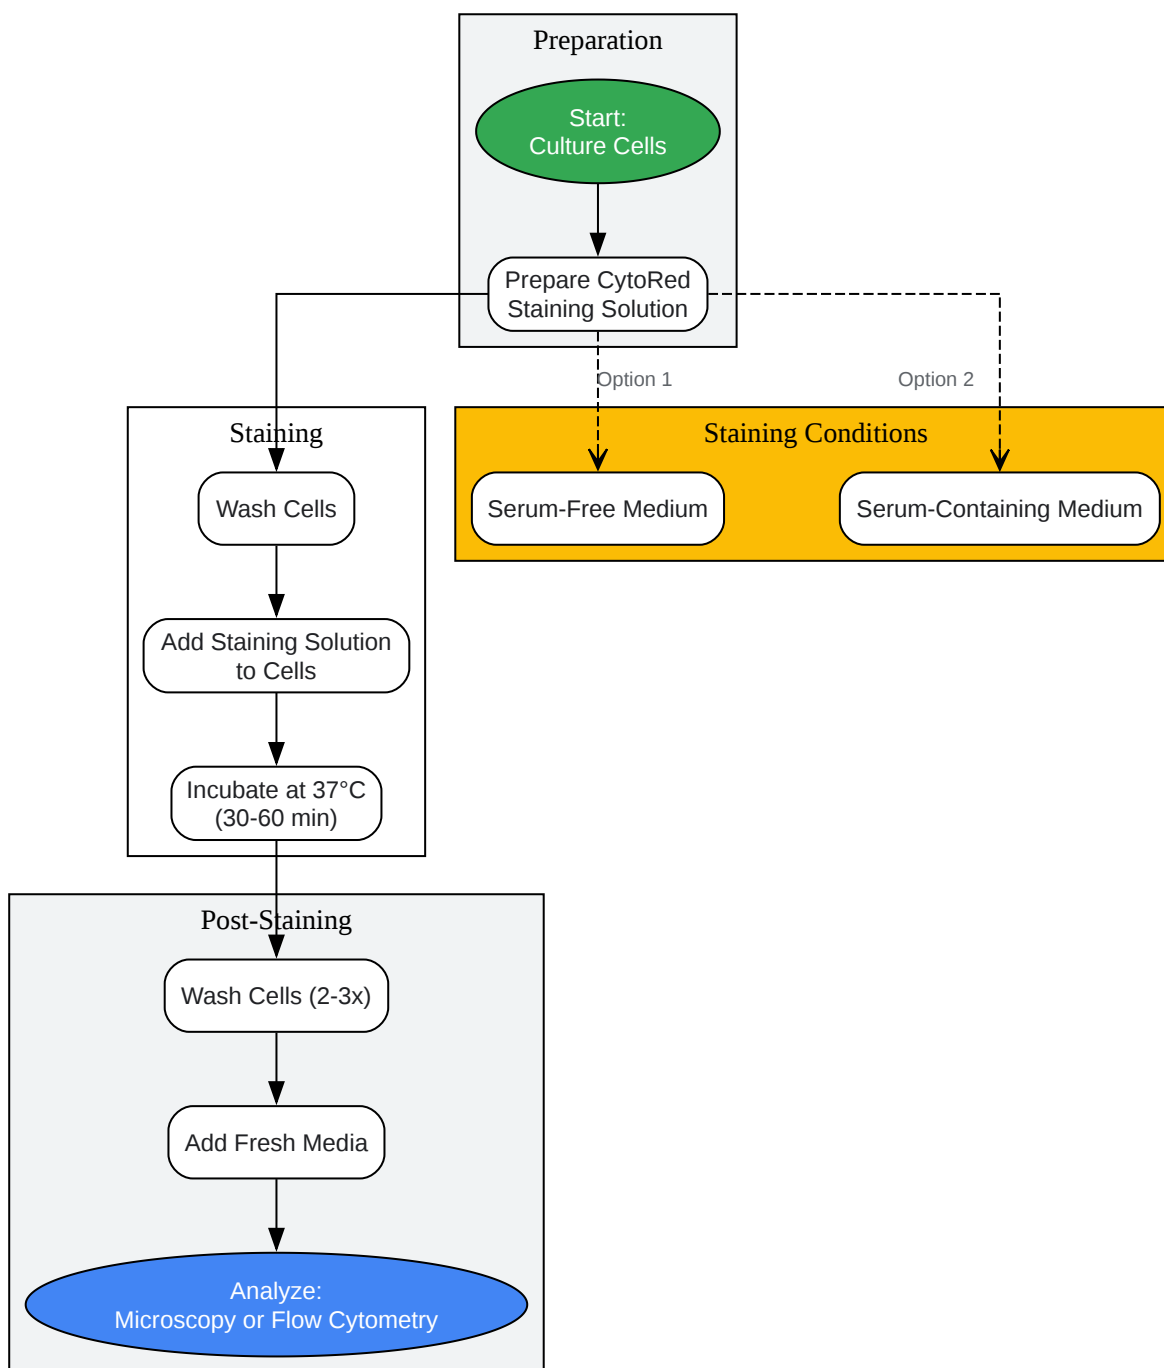 Preparation
Start:
Culture Cells
Prepare CytoRed
Staining Solution
Option 1
Option 2
Staining
Staining Conditions
Wash Cells
Serum-Free Medium
Serum-Containing Medium
Add Staining Solution
to Cells
Incubate at 37°C
(30-60 min)
Post-Staining
Wash Cells (2-3x)
Add Fresh Media
Analyze:
Microscopy or Flow Cytometry